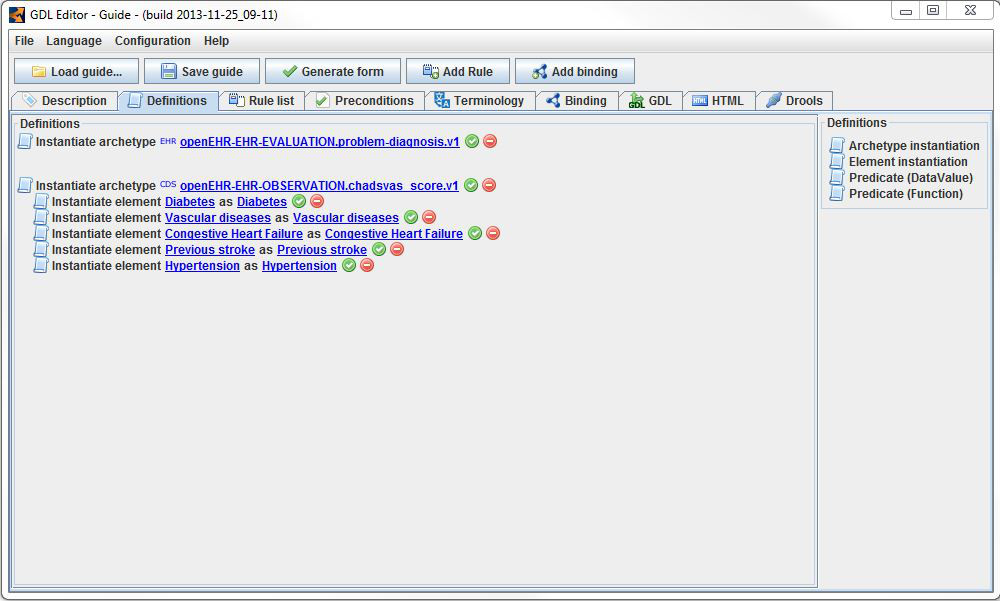 GDL Editor - Guide - (build 2013-11-25_09-11)
File Language Configuration Help
Load guide... Save guide Generate form Add Rule Add binding
Description Definitions Rule list Preconditions Terminology Binding GDL HTML Drools
Definitions
Instantiate archetype EHR openEHR-EHR-EVALUATION.problem-diagnosis.v1
Instantiate archetype CDS openEHR-EHR-OBSERVATION.chadsvas_score.v1
Instantiate element Diabetes as Diabetes
Instantiate element Vascular diseases as Vascular diseases
Instantiate element Congestive Heart Failure as Congestive Heart Failure
Instantiate element Previous stroke as Previous stroke
Instantiate element Hypertension as Hypertension
Definitions
Archetype instantiation
Element instantiation
Predicate (DataValue)
Predicate (Function)